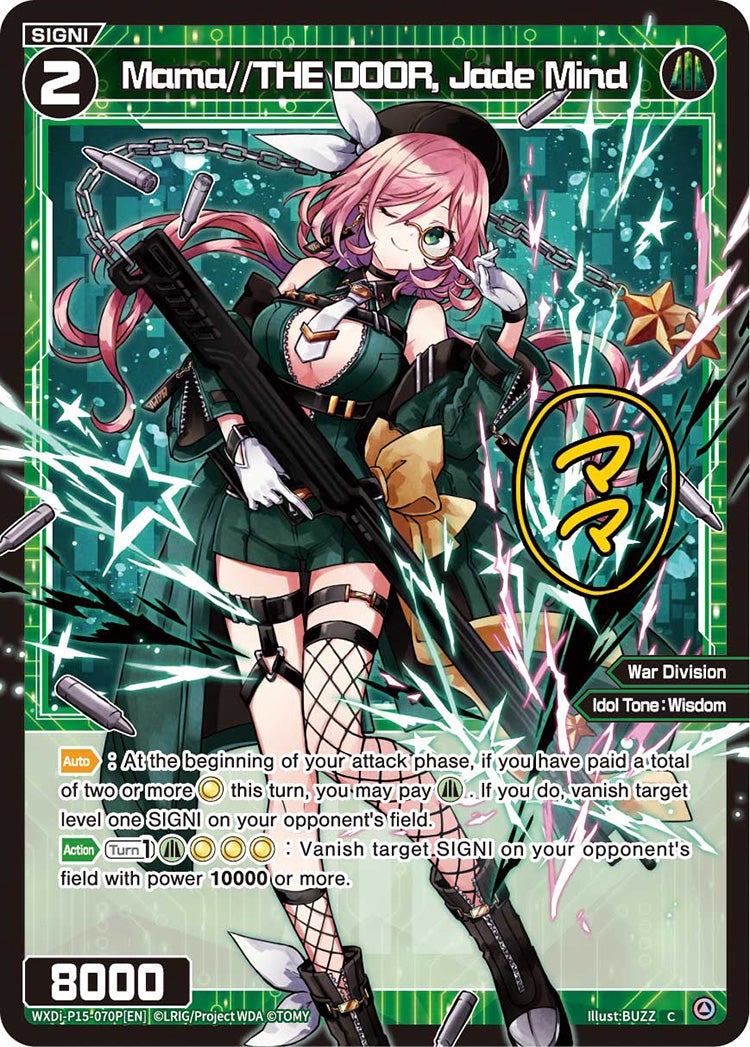 SIGNI
2
Mama//THE DOOR, Jade Mind
ママ
War Division
Idol Tone:Wisdom
Auto : At the beginning of your attack phase, if you have paid a total
of two or more this turn, you may pay . If you do, vanish target
level one SIGNI on your opponent's field.
Action Turn 1 : Vanish target SIGNI on your opponent's
field with power 10000 or more.
8000
WXDi-P15-070P[EN] ©LRIG/Project WDA ©TOMY
Illust:BUZZ C